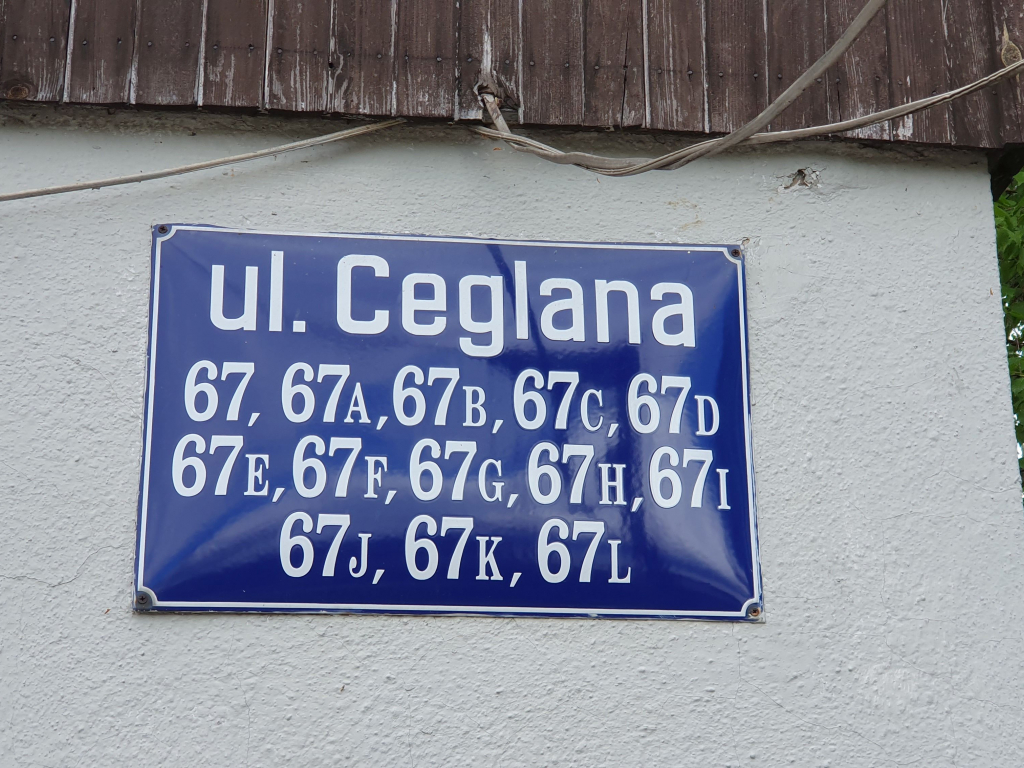 ul. Ceglana
67, 67A, 67B, 67C, 67D
67E, 67F, 67G, 67H, 67I
67J, 67K, 67L